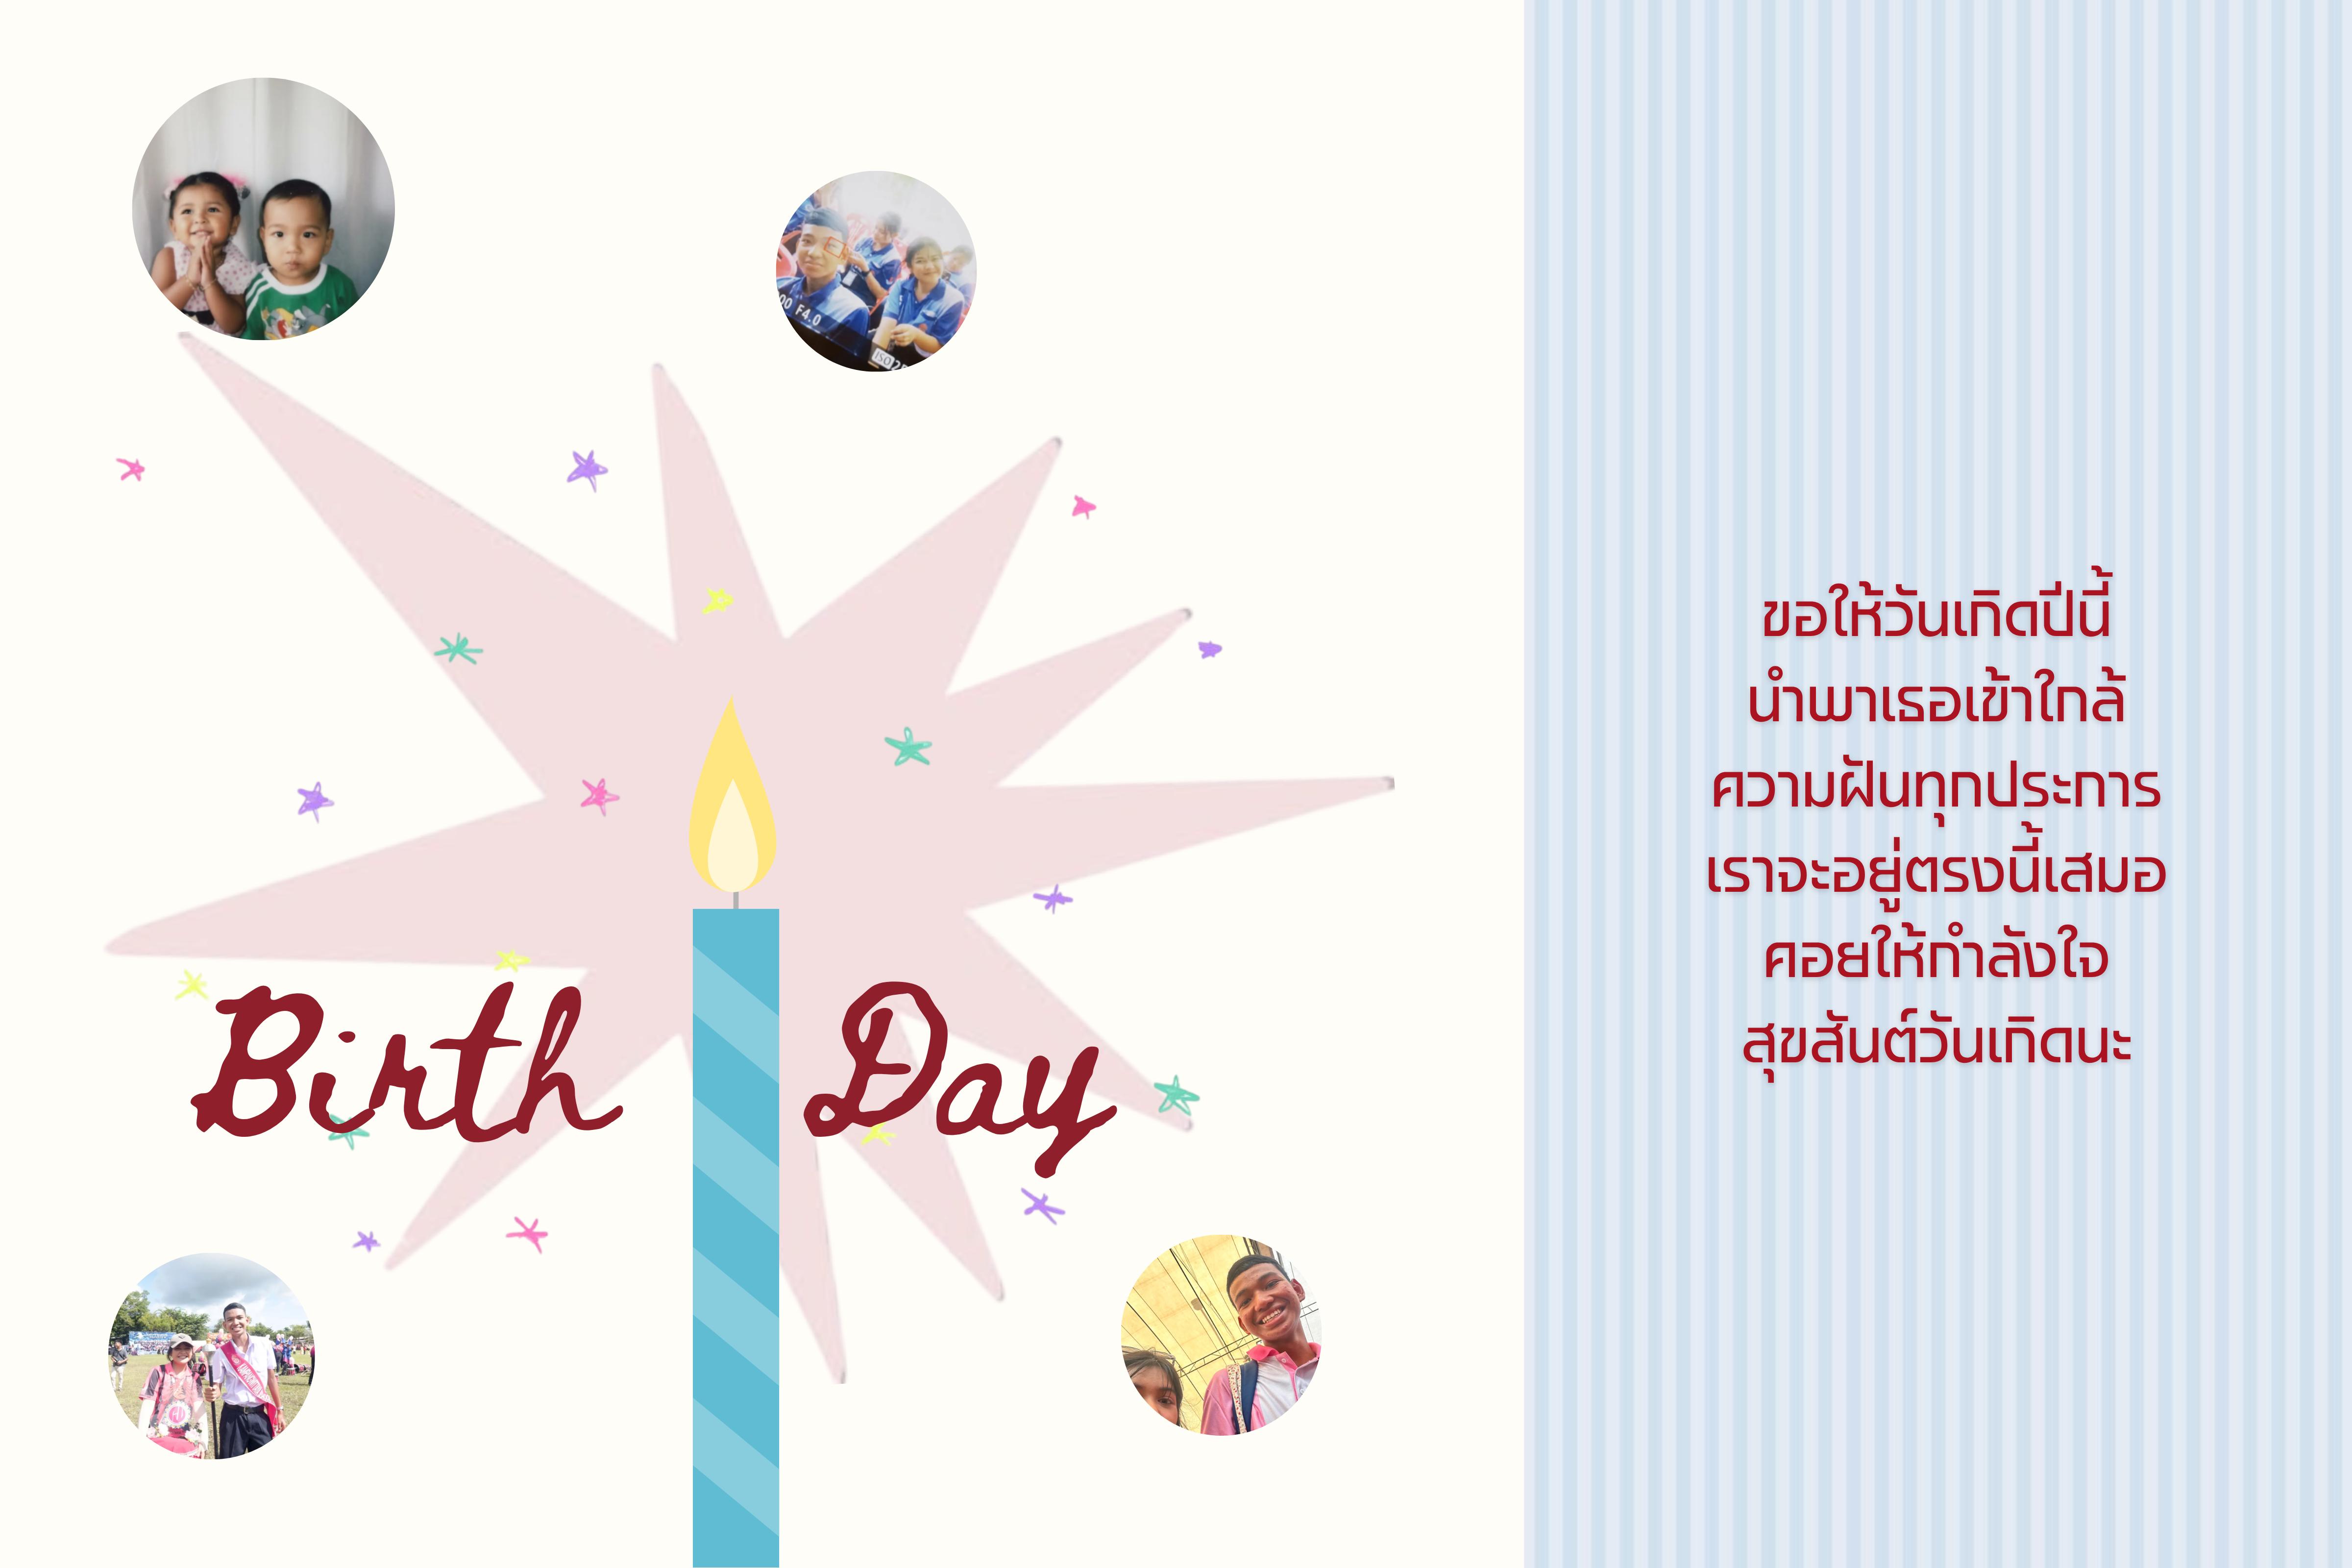 Birth Day
ขอให้วันเกิดปีนี้
นำพาเธอเข้าใกล้
ความฝันทุกประการ
เราจะอยู่ตรงนี้เสมอ
คอยให้กำลังใจ
สุขสันต์วันเกิดนะ
00 F4.0
ISO